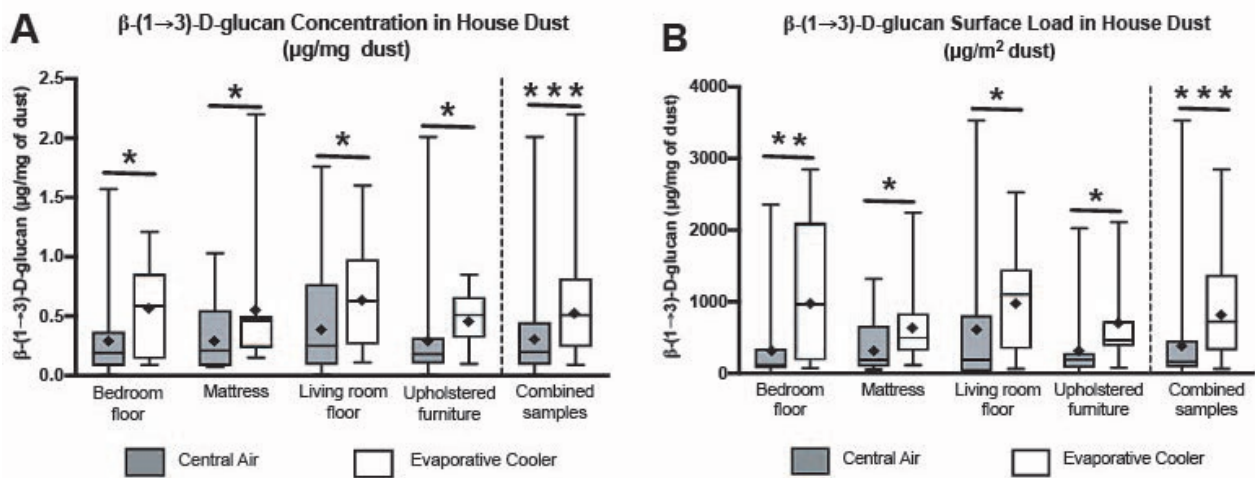 A
β-(1→3)-D-glucan Concentration in House Dust
(µg/mg dust)
β-(1→3)-D-glucan (µg/mg of dust)
2.5
2.0
1.5
1.0
0.5
0.0
*
*
*
*
***
Bedroom floor
Mattress
Living room floor
Upholstered furniture
Combined samples
Central Air
Evaporative Cooler
B
β-(1→3)-D-glucan Surface Load in House Dust
(µg/m² dust)
β-(1→3)-D-glucan (µg/mg of dust)
4000
3000
2000
1000
0
**
*
*
*
***
Bedroom floor
Mattress
Living room floor
Upholstered furniture
Combined samples
Central Air
Evaporative Cooler